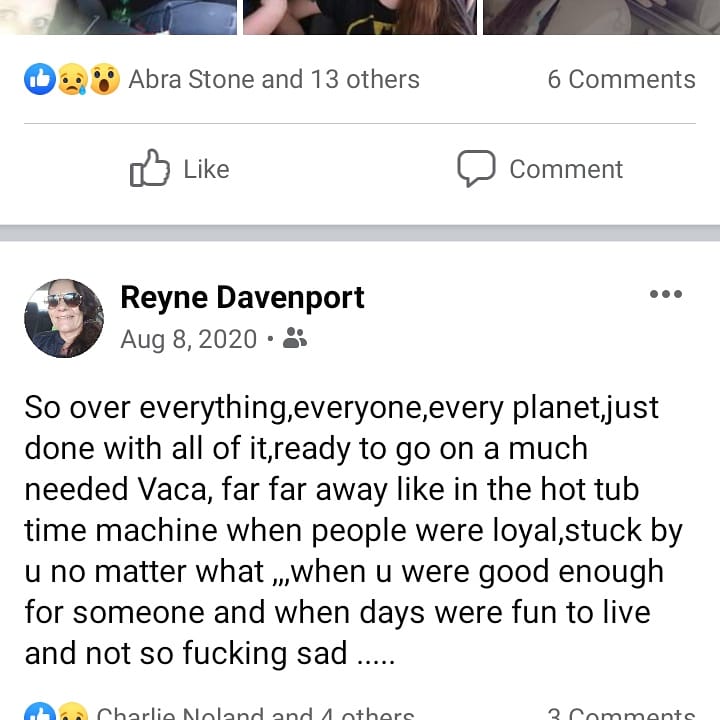 Abra Stone and 13 others 6 Comments
Like Comment
Reyne Davenport
Aug 8, 2020 •
So over everything,everyone,every planet,just
done with all of it,ready to go on a much
needed Vaca, far far away like in the hot tub
time machine when people were loyal,stuck by
u no matter what ,,,when u were good enough
for someone and when days were fun to live
and not so fucking sad .....
Charlie Noland and 4 others 3 Comments